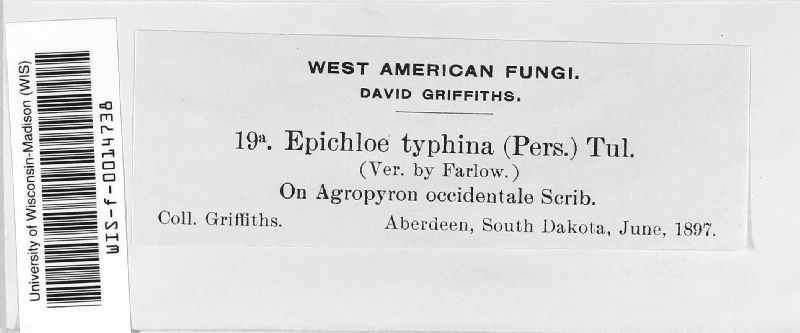 University of Wisconsin-Madison (WIS)
WIS-f-0014738
WEST AMERICAN FUNGI.
DAVID GRIFFITHS.
19ª. Epichloe typhina (Pers.) Tul.
(Ver. by Farlow.)
On Agropyron occidentale Scrib.
Coll. Griffiths. Aberdeen, South Dakota, June, 1897.